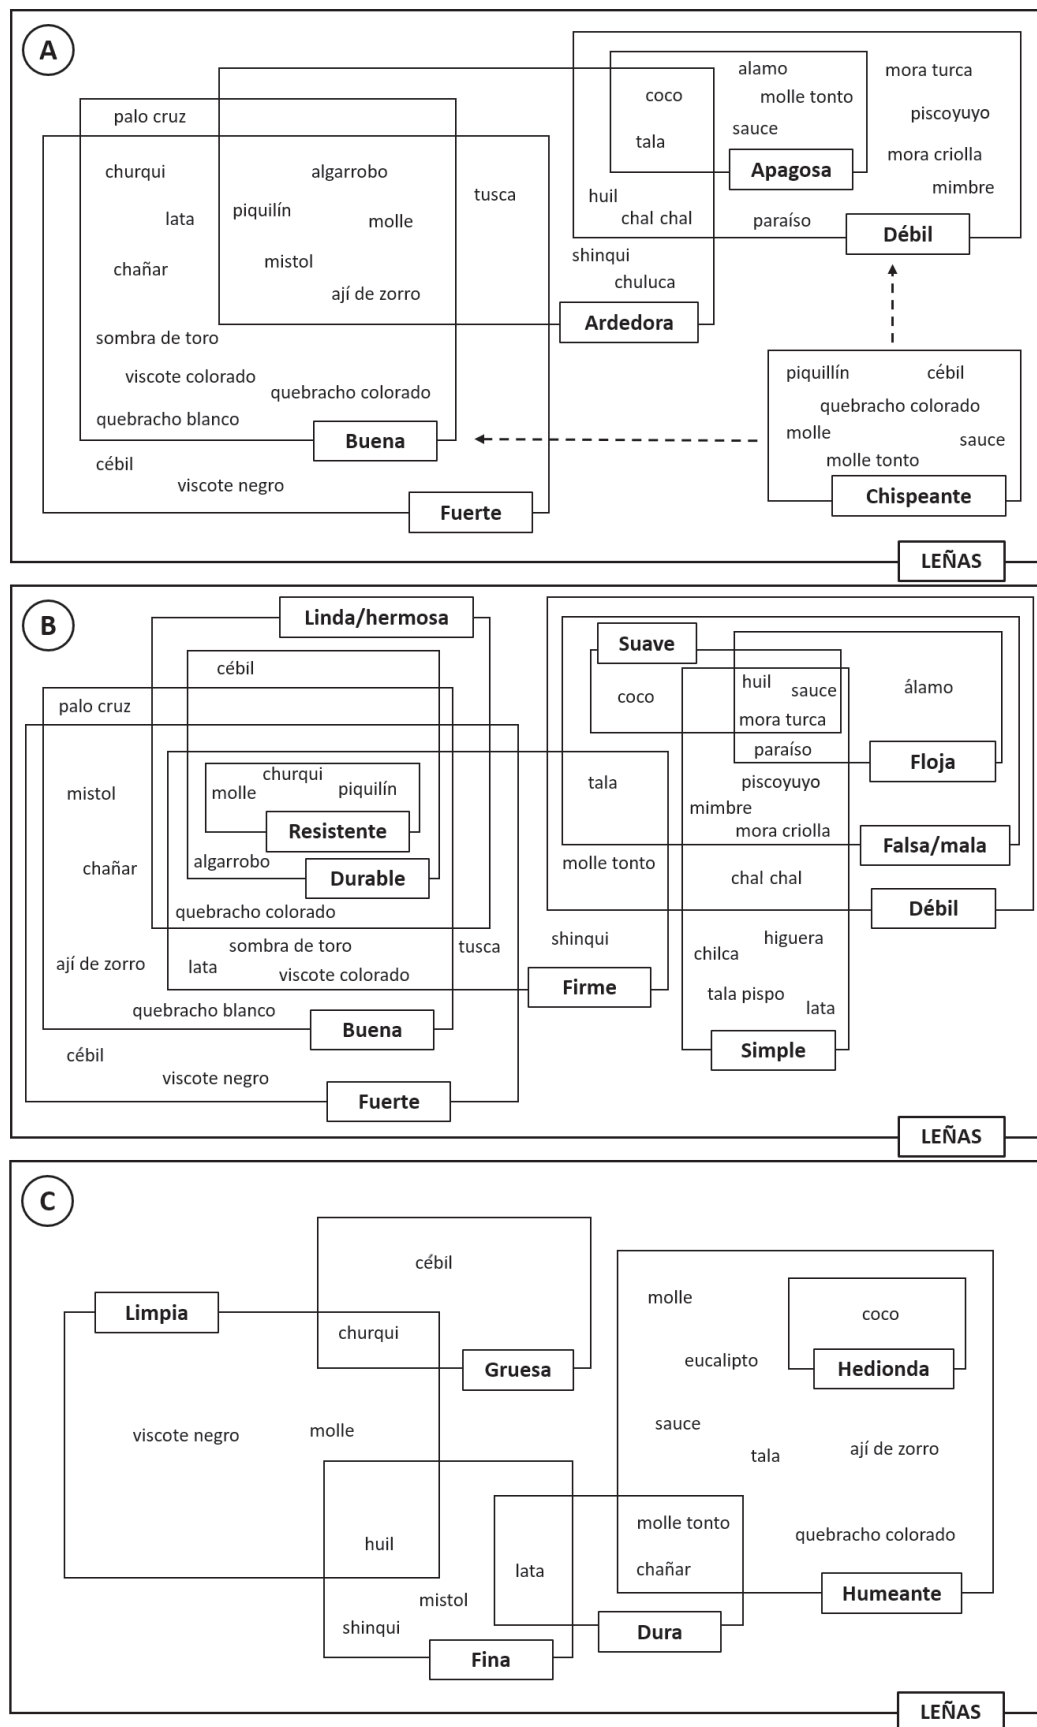 A
alamo
mora turca
coco
molle tonto
palo cruz
piscoyuyo
sauce
tala
mora criolla
churqui
algarrobo
Apagosa
mimbre
tusca
huil
piquilín
lata
molle
chal chal
paraíso
Débil
mistol
shinqui
chañar
chuluca
ají de zorro
Ardedora
sombra de toro
piquillín
cébil
viscote colorado
quebracho colorado
quebracho colorado
quebracho blanco
molle
Buena
sauce
cébil
molle tonto
viscote negro
Chispeante
Fuerte
LEÑAS
B
Linda/hermosa
Suave
cébil
huil
álamo
coco
sauce
palo cruz
mora turca
paraíso
Floja
churqui
tala
piscoyuyo
mistol
molle
piquilín
mimbre
Resistente
mora criolla
Falsa/mala
algarrobo
molle tonto
chañar
Durable
chal chal
Débil
quebracho colorado
shinqui
higuera
sombra de toro
tusca
chilca
ají de zorro
lata
viscote colorado
Firme
tala pispo
lata
quebracho blanco
Buena
Simple
cébil
viscote negro
Fuerte
LEÑAS
C
cébil
molle
Limpia
coco
churqui
eucalipto
Gruesa
Hedionda
sauce
viscote negro
molle
tala
ají de zorro
molle tonto
quebracho colorado
huil
lata
chañar
mistol
Humeante
shinqui
Dura
Fina
LEÑAS